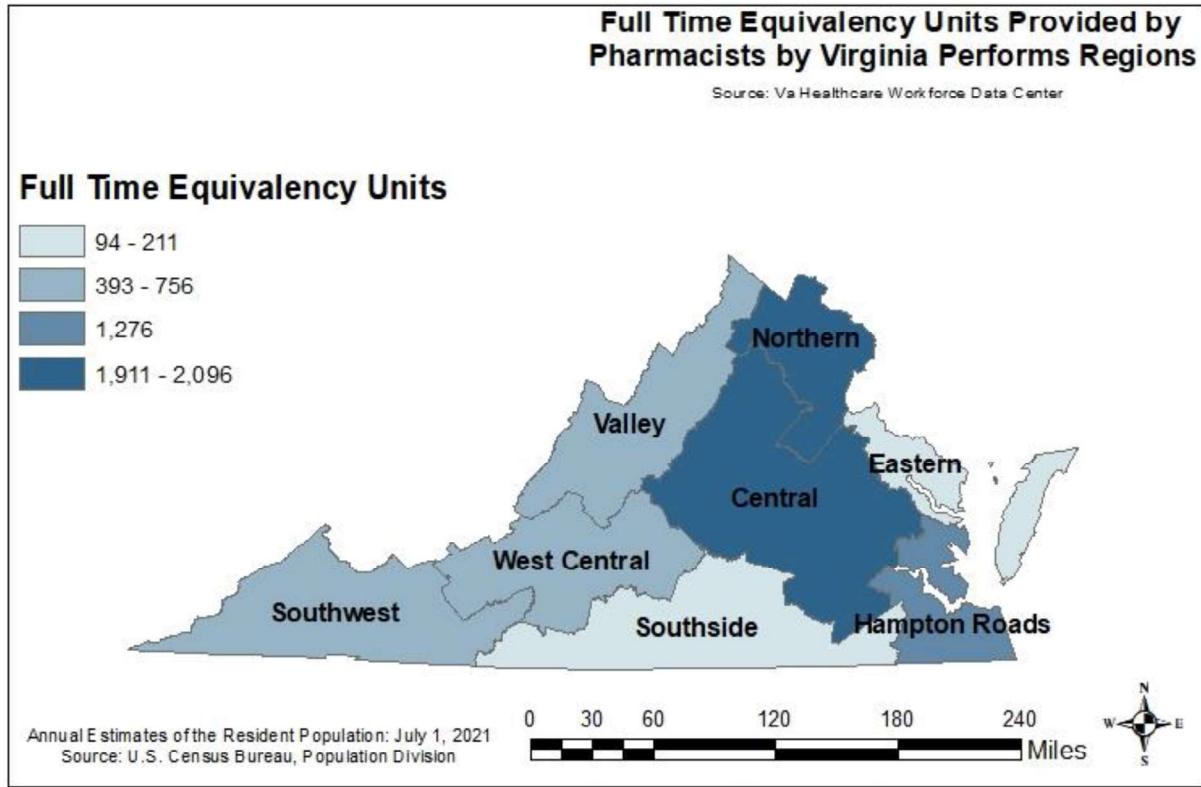 Full Time Equivalency Units Provided by
Pharmacists by Virginia Performs Regions
Source: Va Healthcare Workforce Data Center
Full Time Equivalency Units
94 - 211
393 - 756
1,276
1,911 - 2,096
Northern
Valley
Eastern
Central
West Central
Southwest
Southside
Hampton Roads
Annual Estimates of the Resident Population: July 1, 2021
Source: U.S. Census Bureau, Population Division
0 30 60 120 180 240
Miles
N
W E
S